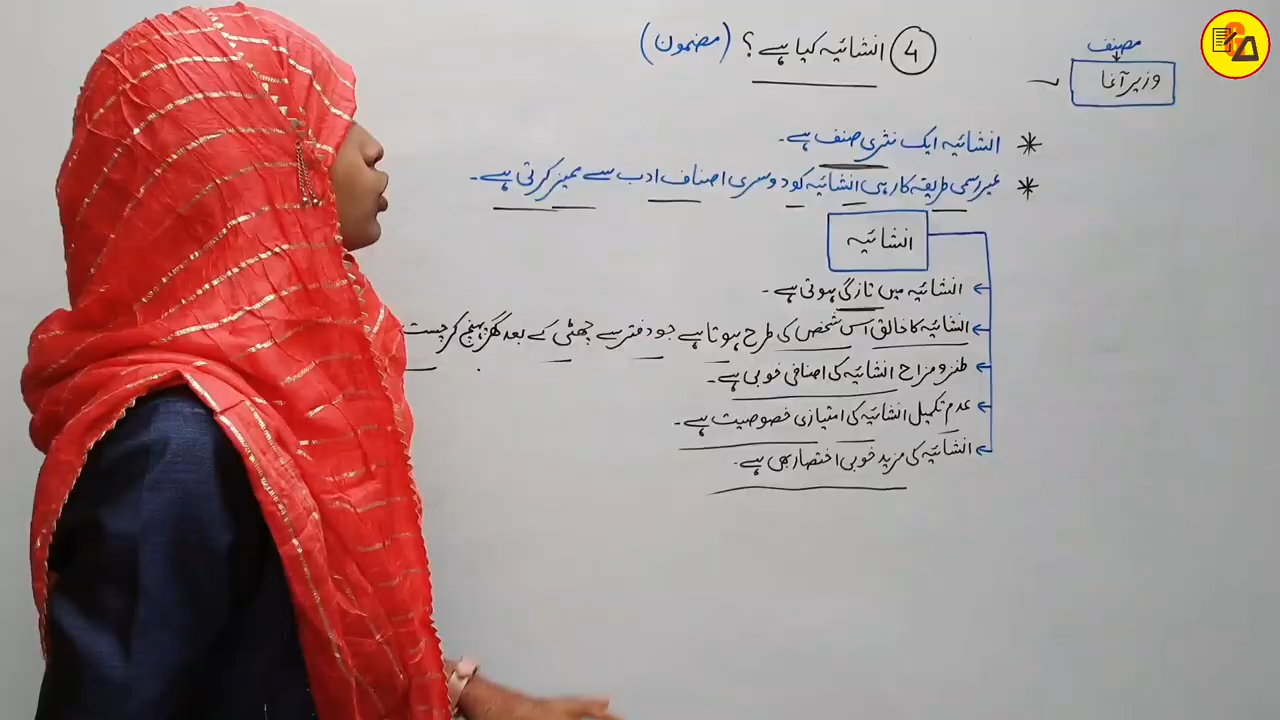 ④ انشائیہ کیا ہے؟ (مضمون)
مصنف
وزیر آغا
* انشائیہ ایک نثری صنف ہے۔
* غیر رسمی طریقہ کار ہی انشائیہ کو دوسری اصناف ادب سے ممیز کرتی ہے۔
انشائیہ
انشائیہ میں تازگی ہوتی ہے۔
انشائیہ کا خالق اس شخص کی طرح ہوتا ہے جو دفتر سے چھٹی کے بعد گھر پہنچ کر چست
طنز و مزاح انشائیہ کی اضافی خوبی ہے۔
عدم تکمیل انشائیہ کی امتیازی خصوصیت ہے۔
انشائیہ کی مزید خوبی اختصار بھی ہے۔